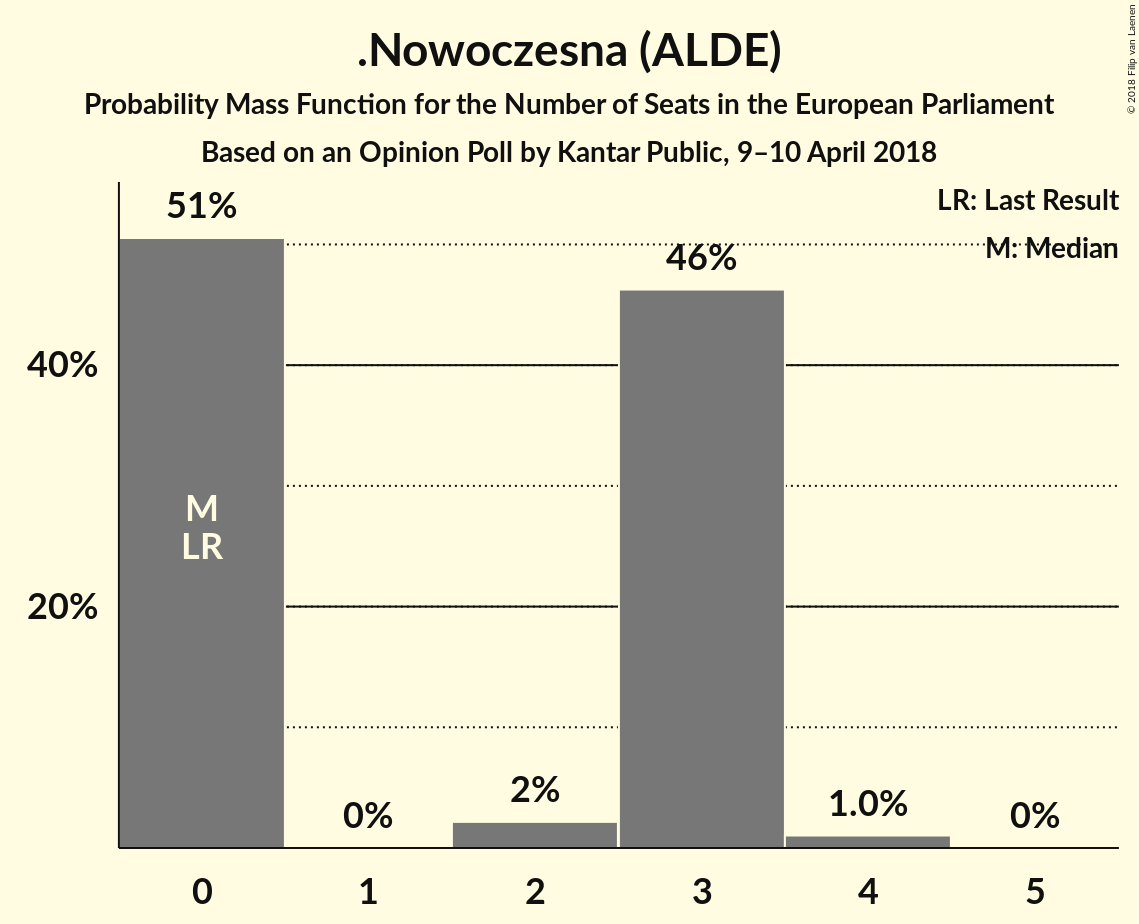 .Nowoczesna (ALDE)
Probability Mass Function for the Number of Seats in the European Parliament
Based on an Opinion Poll by Kantar Public, 9–10 April 2018
© 2018 Filip van Laenen
LR: Last Result
M: Median
51%
46%
40%
M
LR
20%
2%
1.0%
0%
0%
0 1 2 3 4 5